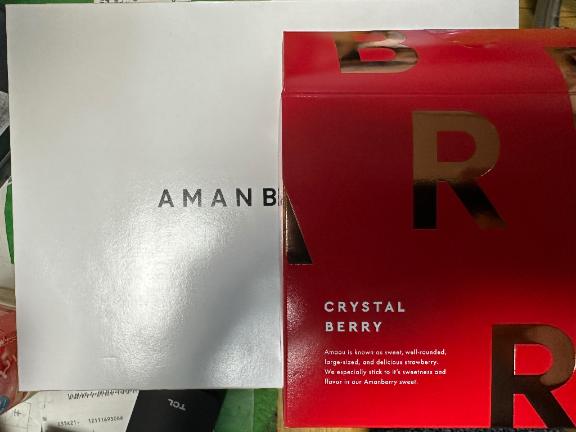 B
R
AMANB
CRYSTAL
BERRY
Amaou is known as sweet, well-rounded,
large-sized, and delicious strawberry.
We especially stick to it's sweetness and
flavor in our Amanberry sweet.
R
TCL